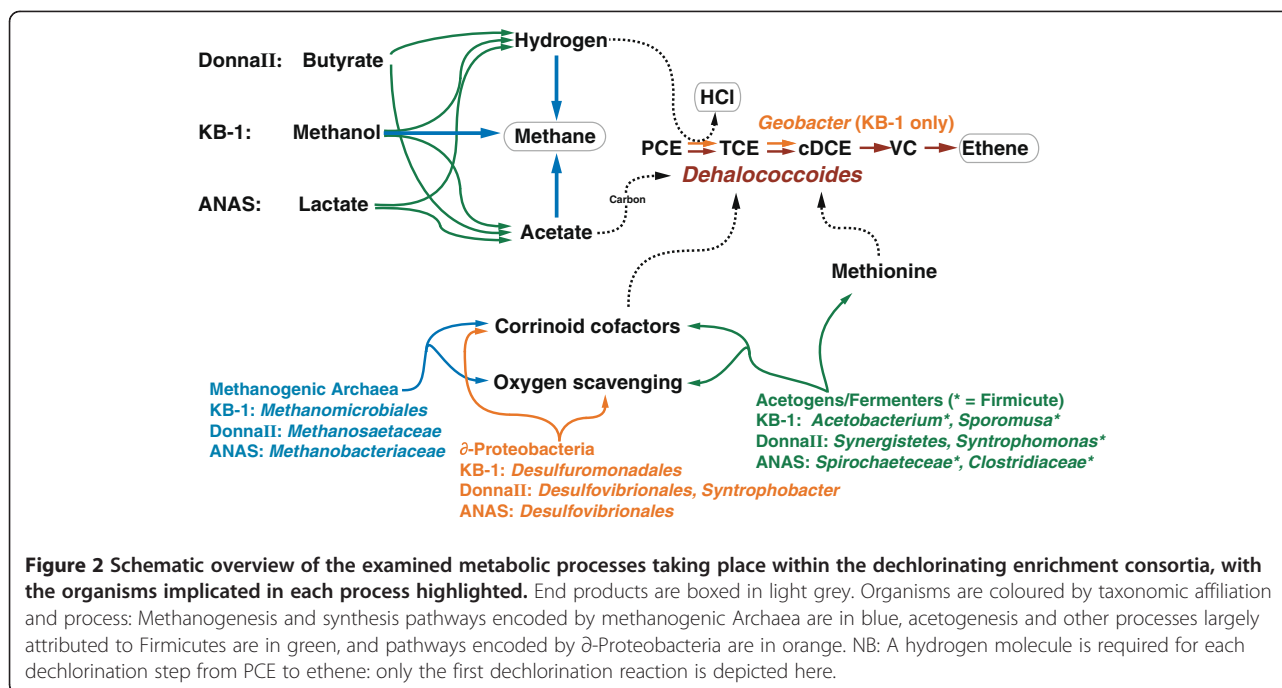 DonnaII: Butyrate
Hydrogen
HCl
KB-1: Methanol
Methane
Geobacter (KB-1 only)
PCE TCE cDCE VC Ethene
Dehalococcoides
Carbon
ANAS: Lactate
Acetate
Methionine
Corrinoid cofactors
Oxygen scavenging
Methanogenic Archaea
KB-1: Methanomicrobiales
DonnaII: Methanosaetaceae
ANAS: Methanobacteriaceae
∂-Proteobacteria
KB-1: Desulfuromonadales
DonnaII: Desulfovibrionales, Syntrophobacter
ANAS: Desulfovibrionales
Acetogens/Fermenters (* = Firmicute)
KB-1: Acetobacterium*, Sporomusa*
DonnaII: Synergistetes, Syntrophomonas*
ANAS: Spirochaeteceae*, Clostridiaceae*
Figure 2 Schematic overview of the examined metabolic processes taking place within the dechlorinating enrichment consortia, with
the organisms implicated in each process highlighted. End products are boxed in light grey. Organisms are coloured by taxonomic affiliation
and process: Methanogenesis and synthesis pathways encoded by methanogenic Archaea are in blue, acetogenesis and other processes largely
attributed to Firmicutes are in green, and pathways encoded by ∂-Proteobacteria are in orange. NB: A hydrogen molecule is required for each
dechlorination step from PCE to ethene: only the first dechlorination reaction is depicted here.